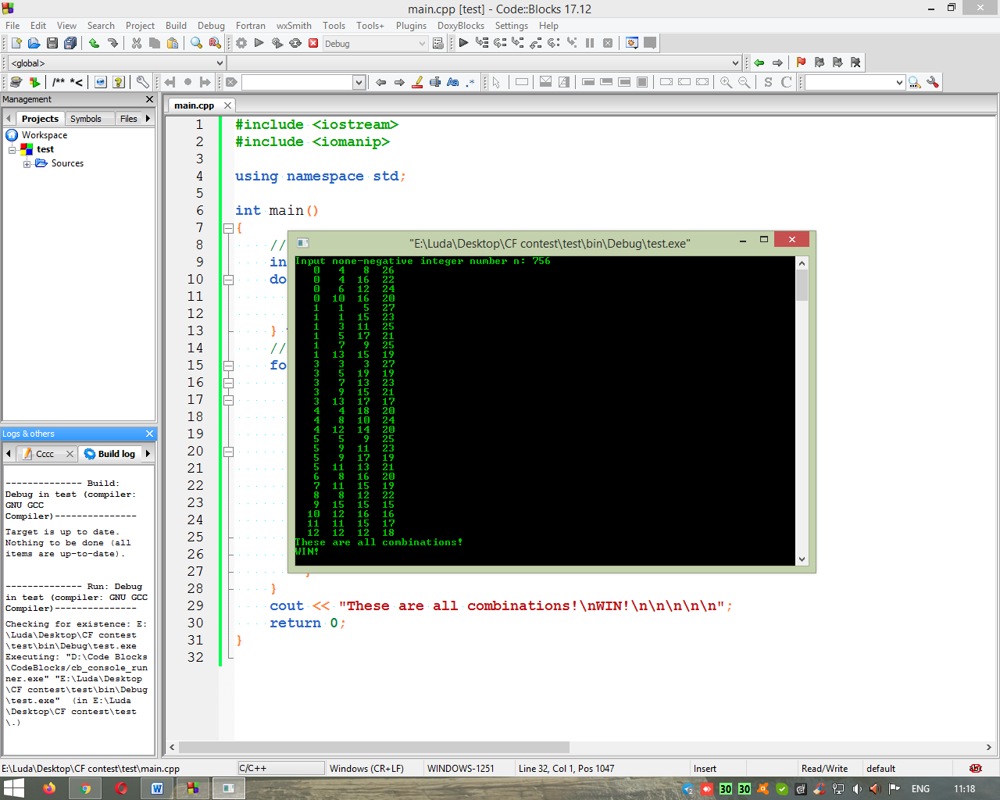 main.cpp [test] - Code::Blocks 17.12
File Edit View Search Project Build Debug Fortran wxSmith Tools Tools+ Plugins DoxyBlocks Settings Help
Debug
<global>
/** *<
Aa .*
S C
Management
main.cpp
Projects Symbols Files
Workspace
test
Sources
1 #include <iostream>
2 #include <iomanip>
3
4 using namespace std;
5
6 int main()
7 {
8 //
9 in
10 do
11
12
13 }
14 //
15 fo
16
17
18
19
20
21
22
23
24
25
26
27 }
28 }
29 cout << "These are all combinations!\nWIN!\n\n\n\n\n";
30 return 0;
31 }
32
"E:\Luda\Desktop\CF contest\test\bin\Debug\test.exe"
Input none-negative integer number n: 756
0 4 8 26
0 4 16 22
0 6 12 24
0 10 16 20
1 1 5 27
1 1 15 23
1 3 11 25
1 5 17 21
1 7 9 25
1 13 15 19
3 3 3 27
3 5 19 19
3 7 13 23
3 9 15 21
3 13 17 17
4 4 18 20
4 8 10 24
4 12 14 20
5 5 9 25
5 9 11 23
5 9 17 19
5 11 13 21
6 8 16 20
7 11 15 19
8 8 12 22
9 15 15 15
10 12 16 16
11 11 15 17
12 12 12 18
These are all combinations!
WIN!
Logs & others
Cccc Build log
-------------- Build:
Debug in test (compiler:
GNU GCC
Compiler)---------------
Target is up to date.
Nothing to be done (all
items are up-to-date).
-------------- Run: Debug
in test (compiler: GNU GCC
Compiler)---------------
Checking for existence: E:
\Luda\Desktop\CF contest
\test\bin\Debug\test.exe
Executing: "D:\Code Blocks
\CodeBlocks/cb_console_run
ner.exe" "E:\Luda\Desktop
\CF contest\test\bin\Debug
\test.exe" (in E:\Luda
\Desktop\CF contest\test
\.)
E:\Luda\Desktop\CF contest\test\main.cpp C/C++ Windows (CR+LF) WINDOWS-1251 Line 32, Col 1, Pos 1047 Insert Read/Write default
30 30 ENG 11:18